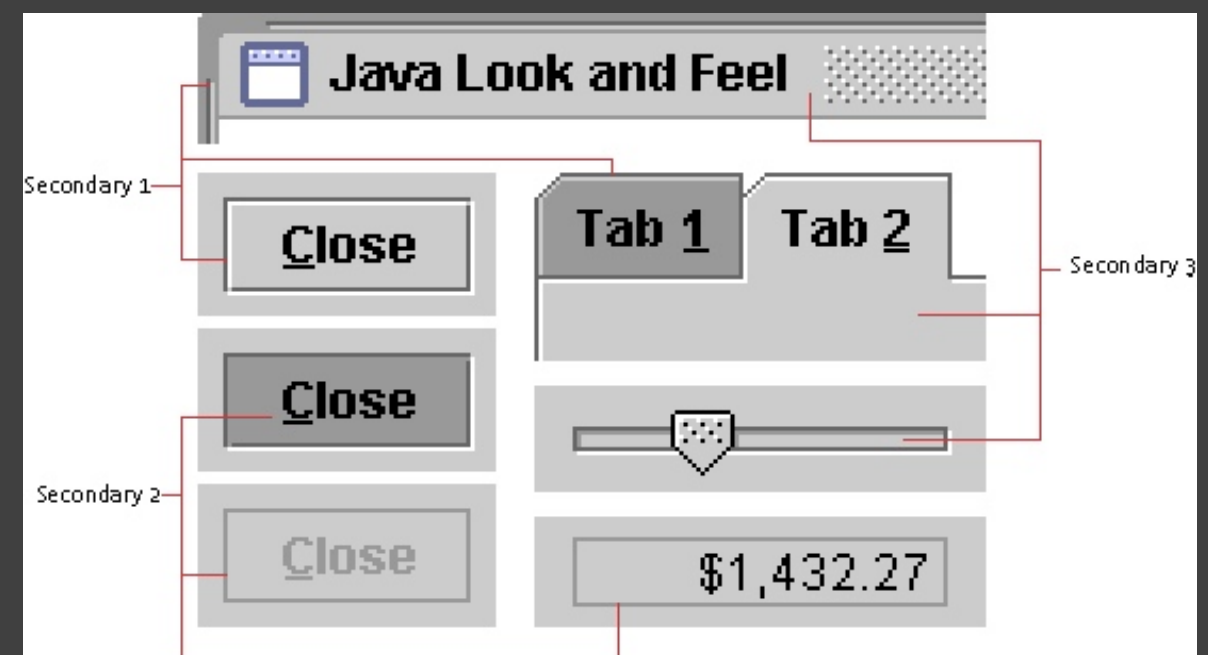 Java Look and Feel
Secondary 1
Close
Tab 1
Tab 2
Secondary 3
Close
Secondary 2
Close
$1,432.27